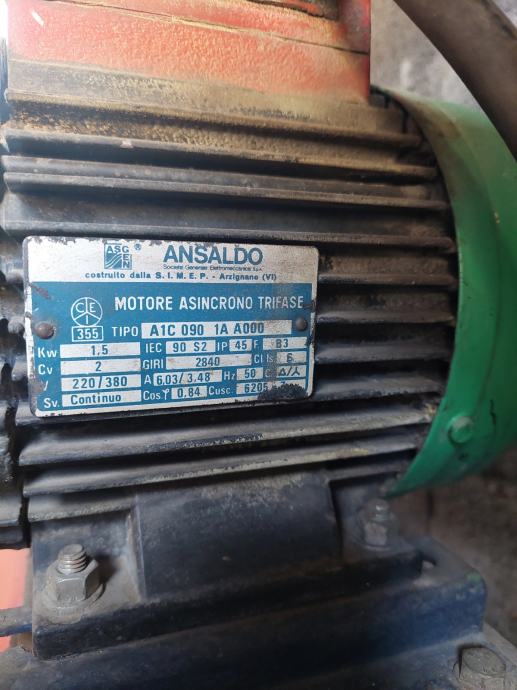 ASGEN ® ANSALDO
Società Generale Elettromeccanica S.p.A.
costruito dalla S. I. M. E. P. - Arzignano (VI)
MOTORE ASINCRONO TRIFASE
355 TIPO A1C 090 1A A000
Kw 1.5 IEC 90 S2 IP 45 F. B3
Cv 2 GIRI 2840 Cl Is
V 220/380 A 6,03/3.48 Hz 50 C △/人
Sv. Continuo Cos φ 0.84 Cusc. 6205